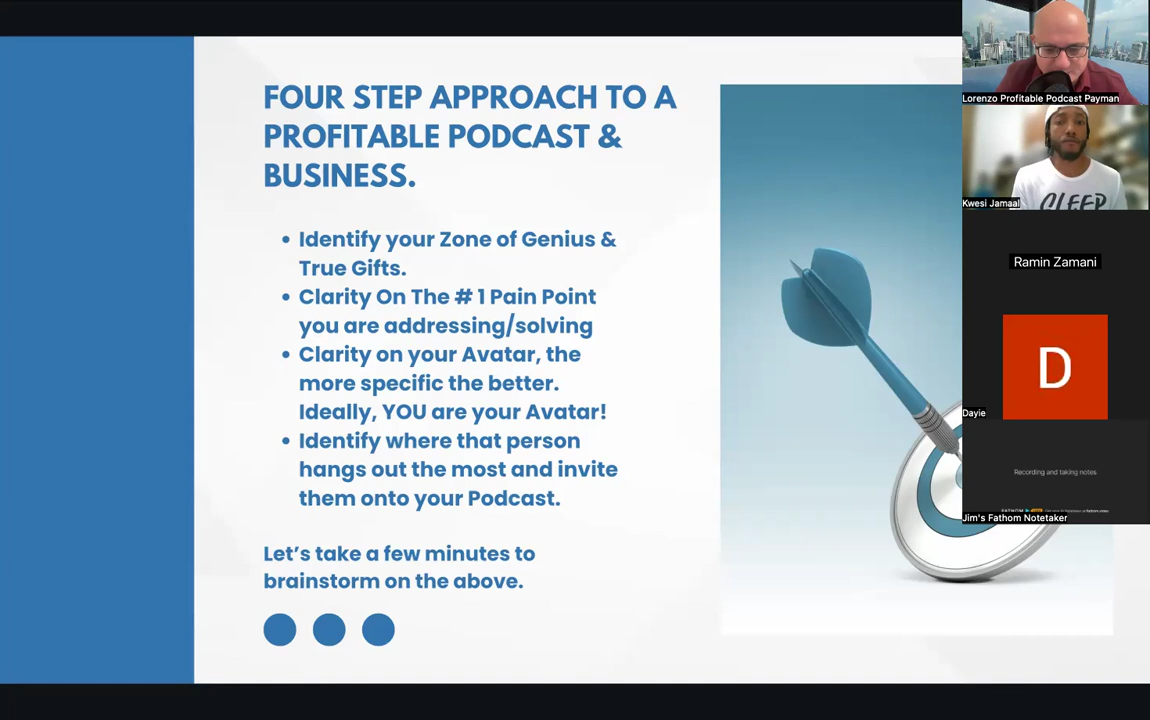 FOUR STEP APPROACH TO A
PROFITABLE PODCAST &
BUSINESS.
• Identify your Zone of Genius &
True Gifts.
• Clarity On The # 1 Pain Point
you are addressing/solving
• Clarity on your Avatar, the
more specific the better.
Ideally, YOU are your Avatar!
• Identify where that person
hangs out the most and invite
them onto your Podcast.
Let's take a few minutes to
brainstorm on the above.
Lorenzo Profitable Podcast Payman
CLEEP
Kwesi Jamaal
Ramin Zamani
D
Dayie
Recording and taking notes
FATHOM
Jim's Fathom Notetaker